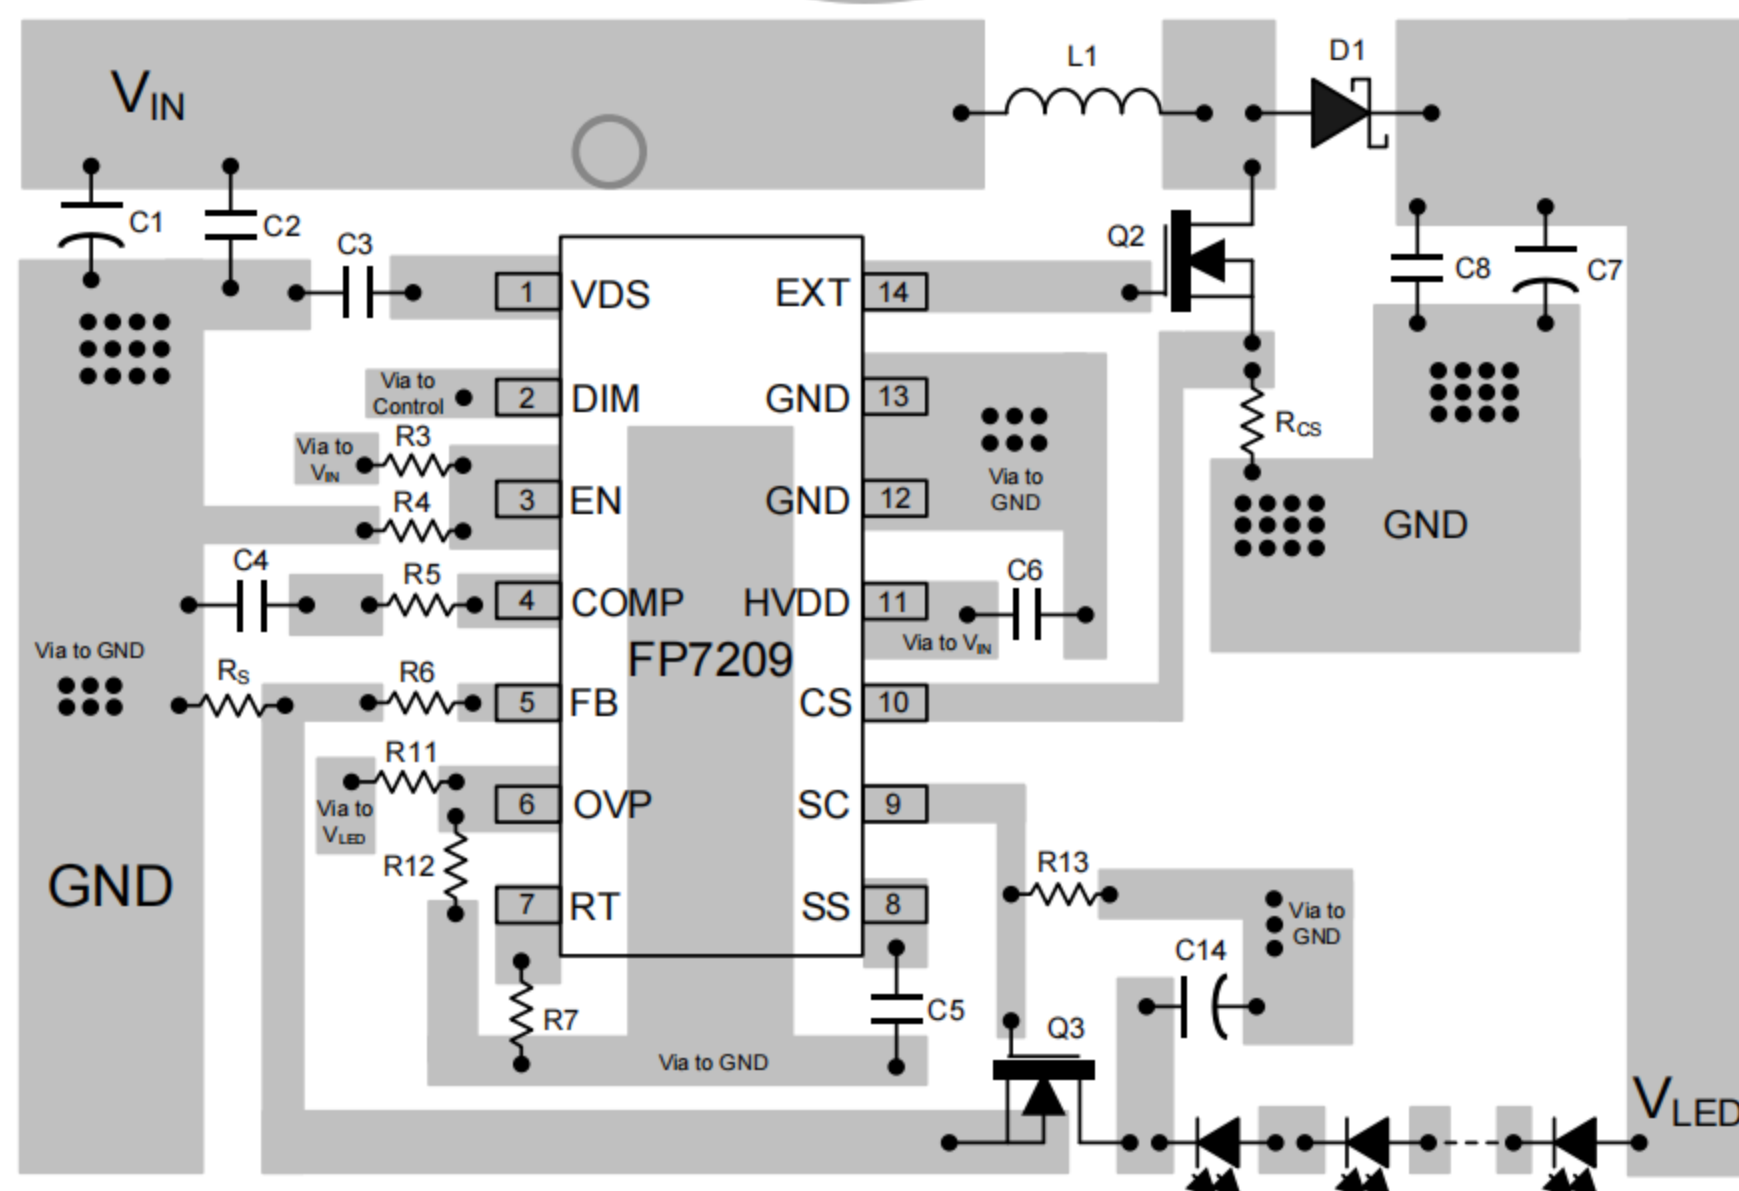 L1
D1
VIN
C1
C2
C3
Q2
C8
C7
1 VDS
EXT 14
Via to
Control
2 DIM
GND 13
RCS
Via to
VIN
R3
3 EN
GND 12
Via to
GND
R4
GND
C4
R5
4 COMP
HVDD 11
C6
Via to VIN
Via to GND
FP7209
RS
R6
5 FB
CS 10
R11
Via to
VLED
6 OVP
SC 9
R12
R13
GND
7 RT
SS 8
Via to
GND
C14
R7
C5
Q3
Via to GND
VLED